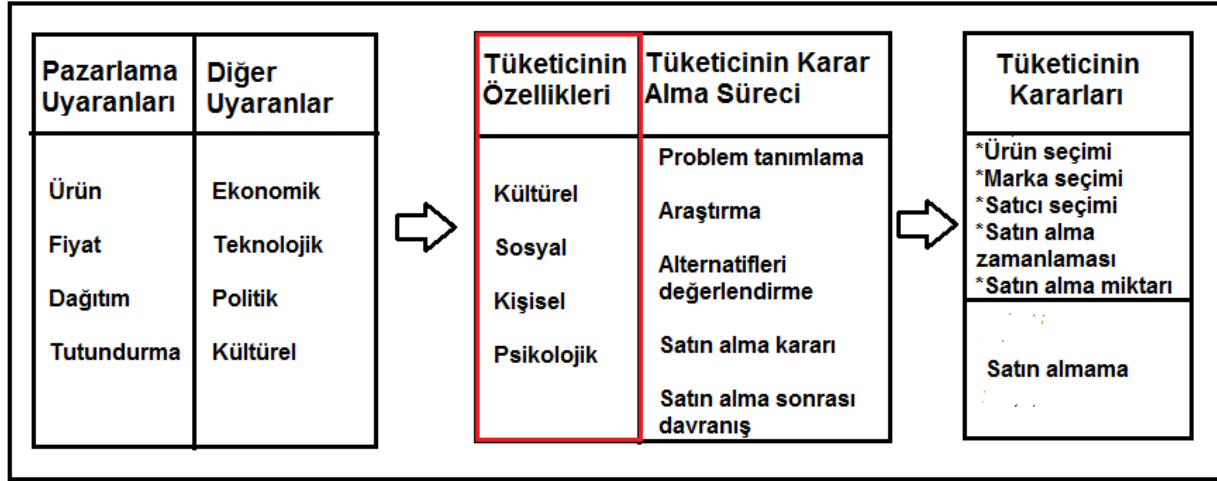 Pazarlama
Uyaranları
Ürün
Fiyat
Dağıtım
Tutundurma
Diğer
Uyaranlar
Ekonomik
Teknolojik
Politik
Kültürel
Tüketicinin
Özellikleri
Kültürel
Sosyal
Kişisel
Psikolojik
Tüketicinin Karar
Alma Süreci
Problem tanımlama
Araştırma
Alternatifleri
değerlendirme
Satın alma kararı
Satın alma sonrası
davranış
Tüketicinin
Kararları
*Ürün seçimi
*Marka seçimi
*Satıcı seçimi
*Satın alma
zamanlaması
*Satın alma miktarı
Satın almama